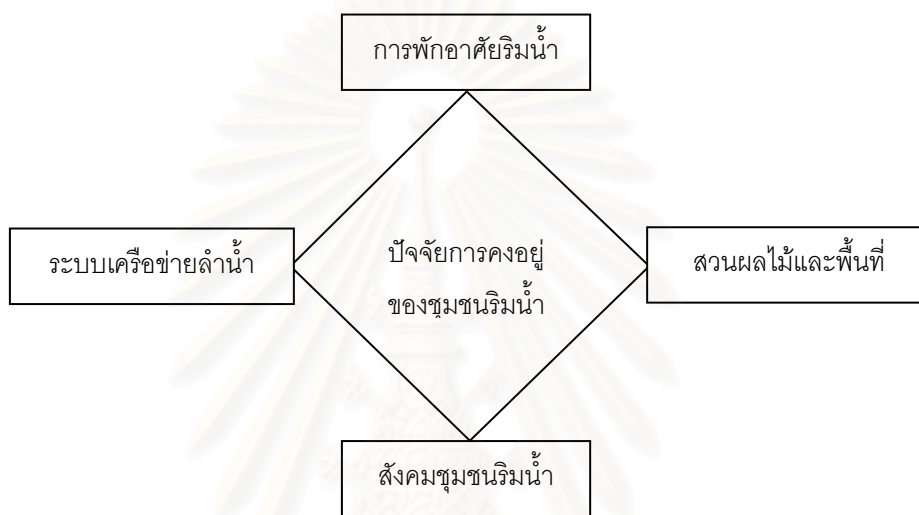 การพักอาศัยริมน้ำ
ระบบเครือข่ายลำน้ำ
ปัจจัยการคงอยู่
ของชุมชนริมน้ำ
สวนผลไม้และพื้นที่
สังคมชุมชนริมน้ำ